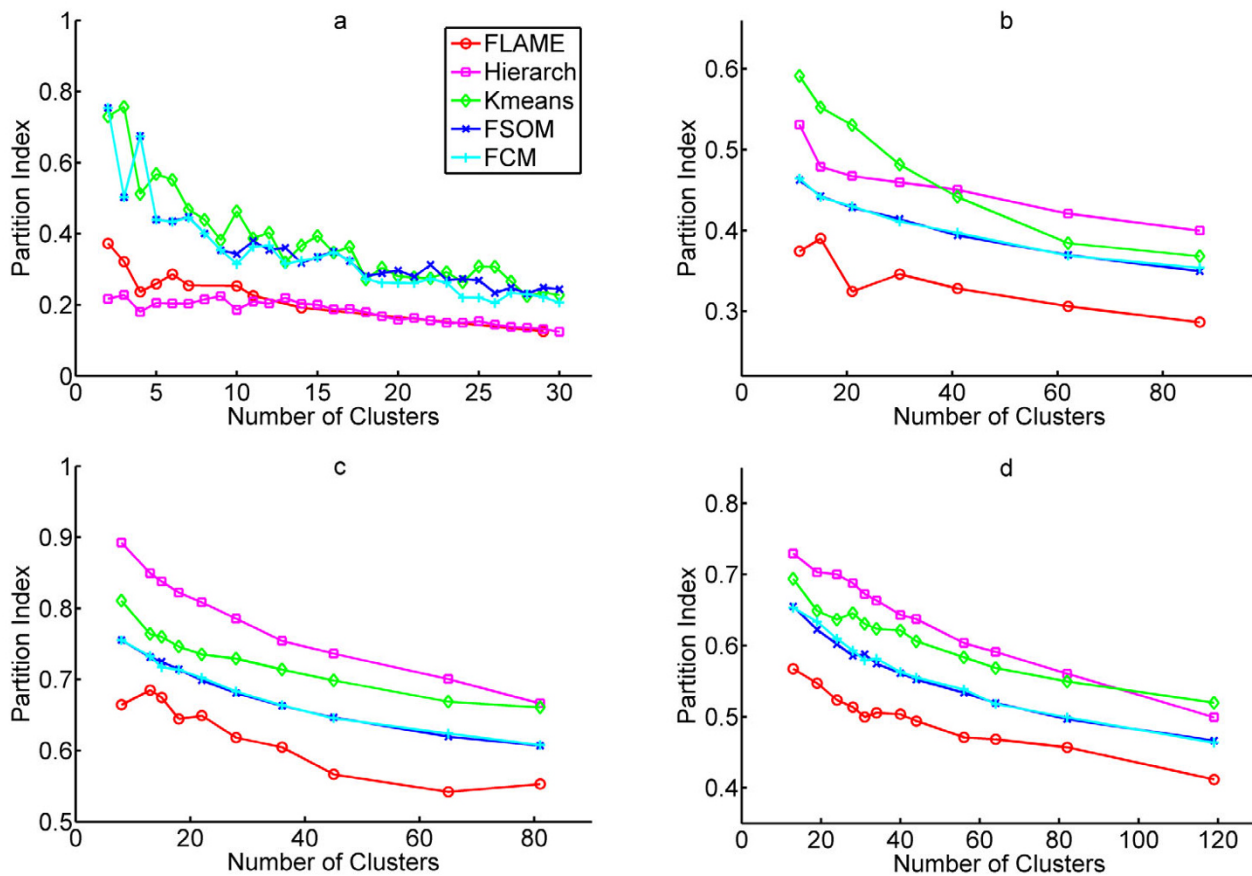 a
1
0.8
0.6
0.4
0.2
0
Partition Index
FLAME
Hierarch
Kmeans
FSOM
FCM
0 5 10 15 20 25 30
Number of Clusters
b
0.6
0.5
0.4
0.3
Partition Index
0 20 40 60 80
Number of Clusters
c
1
0.9
0.8
0.7
0.6
0.5
Partition Index
0 20 40 60 80
Number of Clusters
d
0.8
0.7
0.6
0.5
0.4
Partition Index
0 20 40 60 80 100 120
Number of Clusters